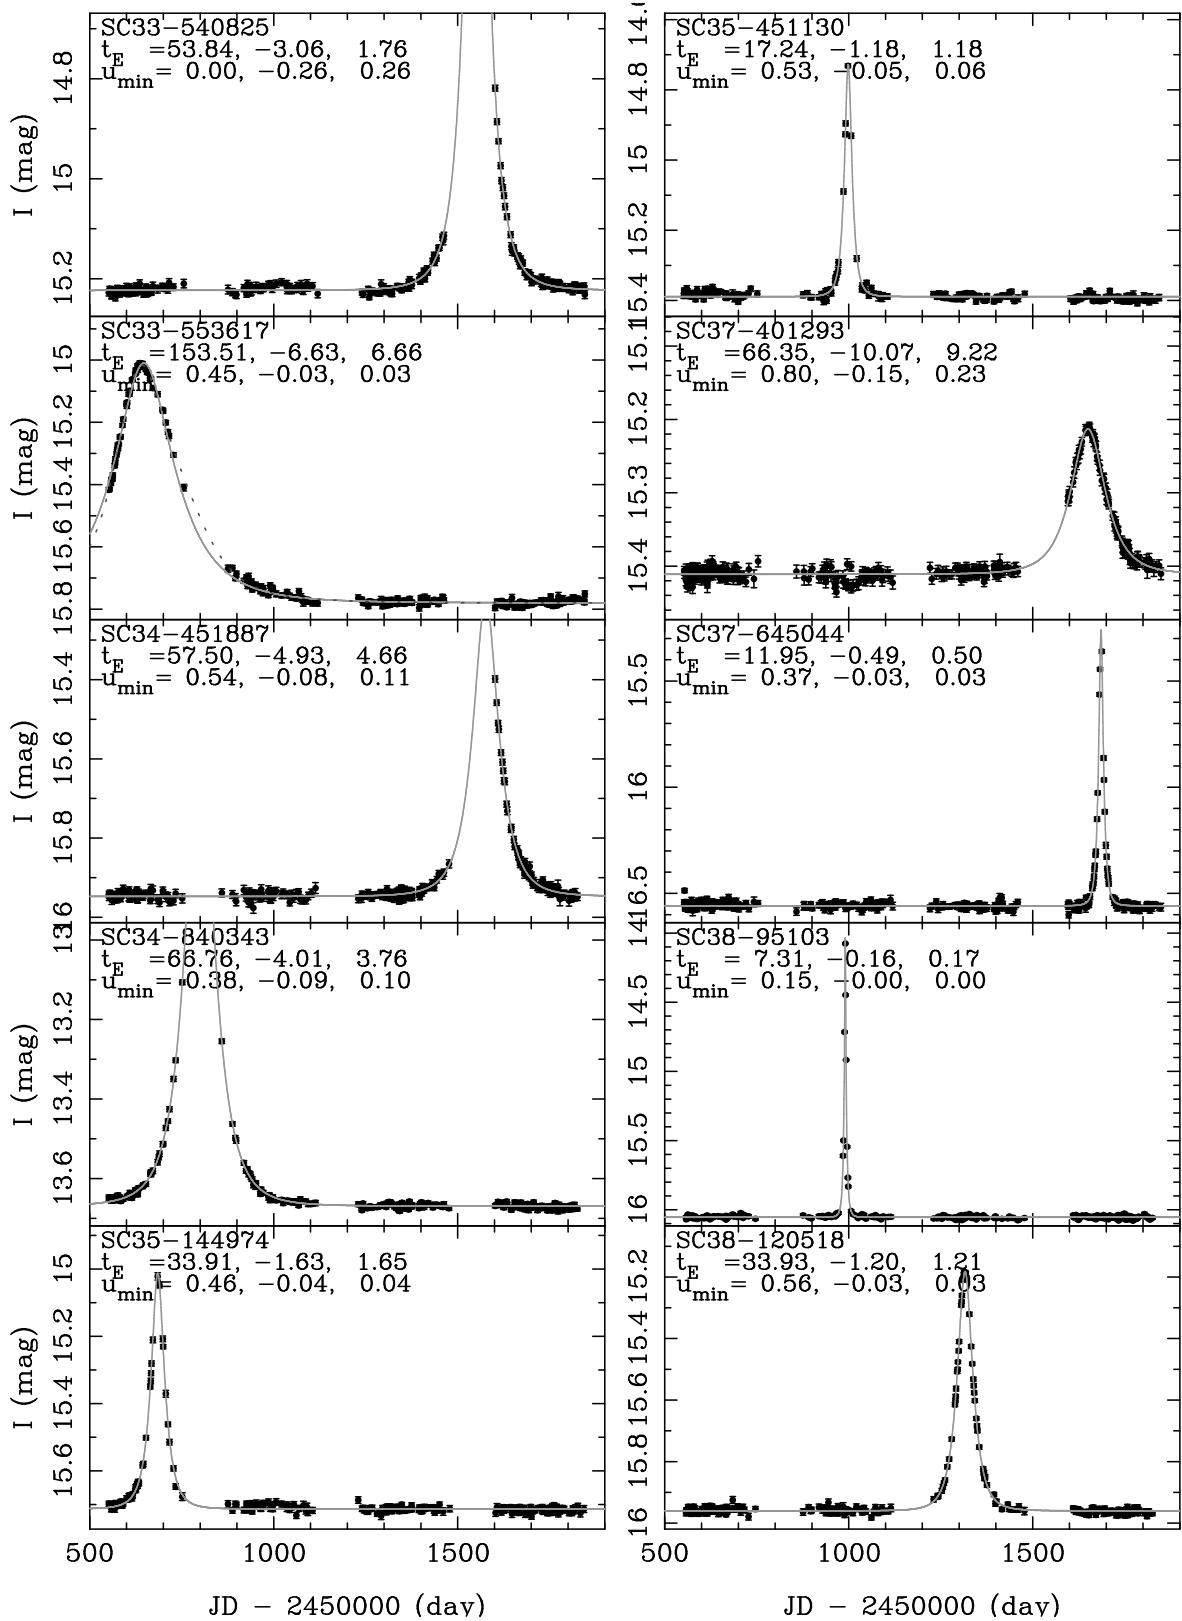 SC33-540825
t_E =53.84, -3.06, 1.76
u_min= 0.00, -0.26, 0.26
14.8
15
15.2
I (mag)
SC33-553617
t_E =153.51, -6.63, 6.66
u_min= 0.45, -0.03, 0.03
15
15.2
15.4
15.6
15.8
I (mag)
SC34-451887
t_E =57.50, -4.93, 4.66
u_min= 0.54, -0.08, 0.11
15.4
15.6
15.8
16
I (mag)
SC34-840343
t_E =66.76, -4.01, 3.76
u_min= 0.38, -0.09, 0.10
13
13.2
13.4
13.6
I (mag)
SC35-144974
t_E =33.91, -1.63, 1.65
u_min= 0.46, -0.04, 0.04
15
15.2
15.4
15.6
I (mag)
500 1000 1500
JD - 2450000 (day)
SC35-451130
t_E =17.24, -1.18, 1.18
u_min= 0.53, -0.05, 0.06
14.8
15
15.2
15.4
SC37-401293
t_E =66.35, -10.07, 9.22
u_min= 0.80, -0.15, 0.23
15.1
15.2
15.3
15.4
SC37-645044
t_E =11.95, -0.49, 0.50
u_min= 0.37, -0.03, 0.03
15.5
16
16.5
SC38-95103
t_E = 7.31, -0.16, 0.17
u_min= 0.15, -0.00, 0.00
14
14.5
15
15.5
16
SC38-120518
t_E =33.93, -1.20, 1.21
u_min= 0.56, -0.03, 0.03
15.2
15.4
15.6
15.8
16
500 1000 1500
JD - 2450000 (day)